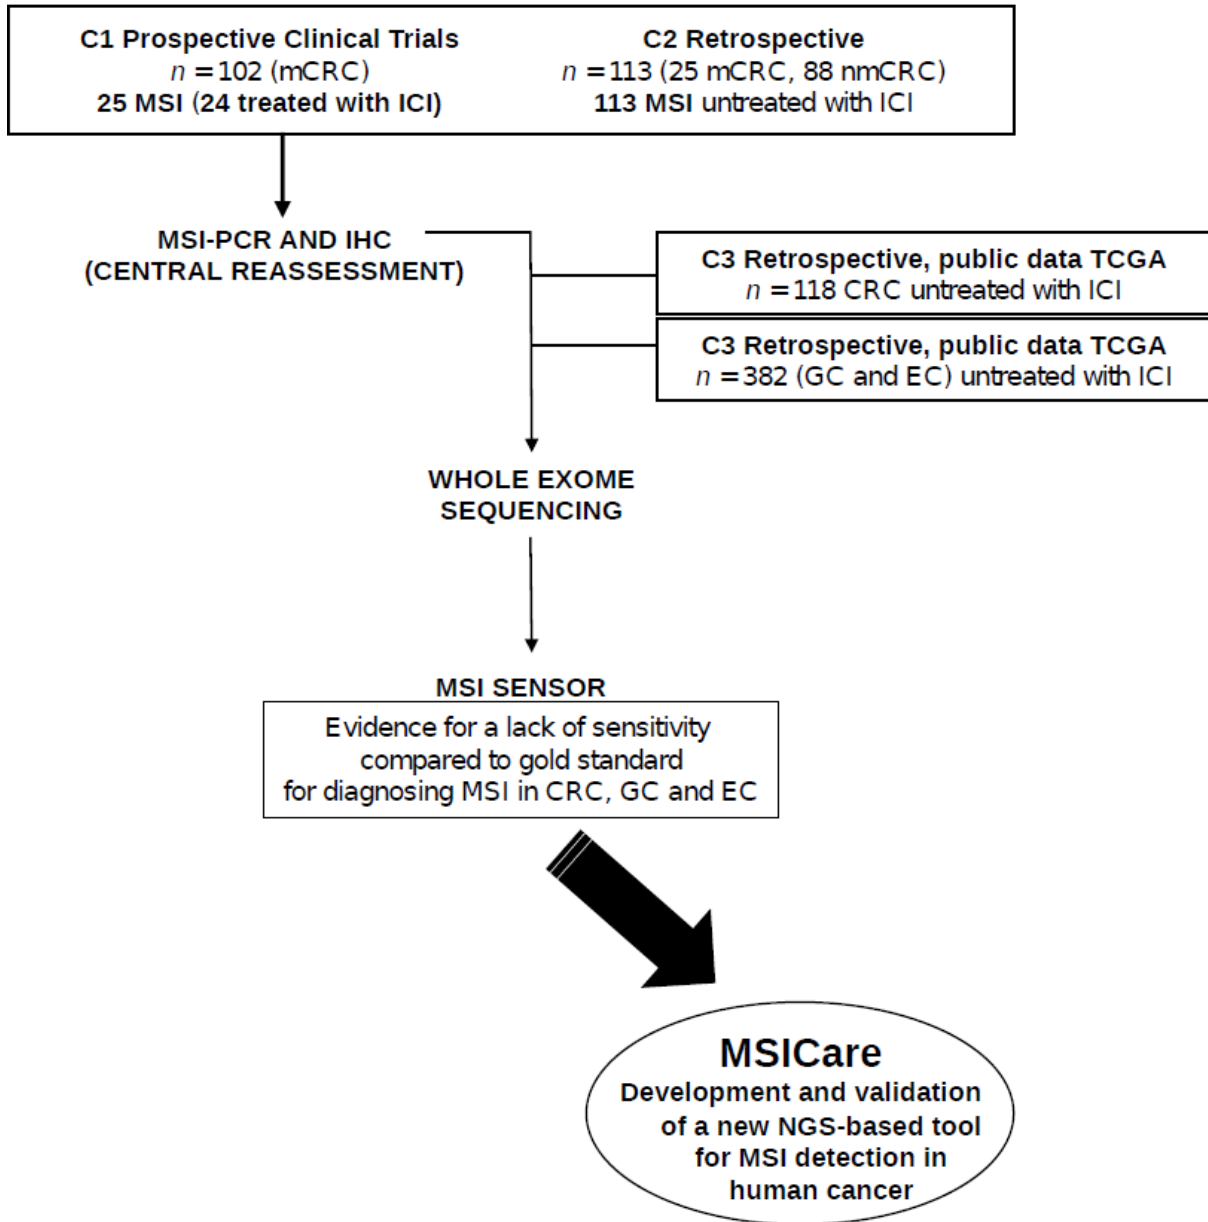 C1 Prospective Clinical Trials
n = 102 (mCRC)
25 MSI (24 treated with ICI)
C2 Retrospective
n = 113 (25 mCRC, 88 nmCRC)
113 MSI untreated with ICI
MSI-PCR AND IHC
(CENTRAL REASSESSMENT)
C3 Retrospective, public data TCGA
n = 118 CRC untreated with ICI
C3 Retrospective, public data TCGA
n = 382 (GC and EC) untreated with ICI
WHOLE EXOME
SEQUENCING
MSI SENSOR
Evidence for a lack of sensitivity
compared to gold standard
for diagnosing MSI in CRC, GC and EC
MSICare
Development and validation
of a new NGS-based tool
for MSI detection in
human cancer